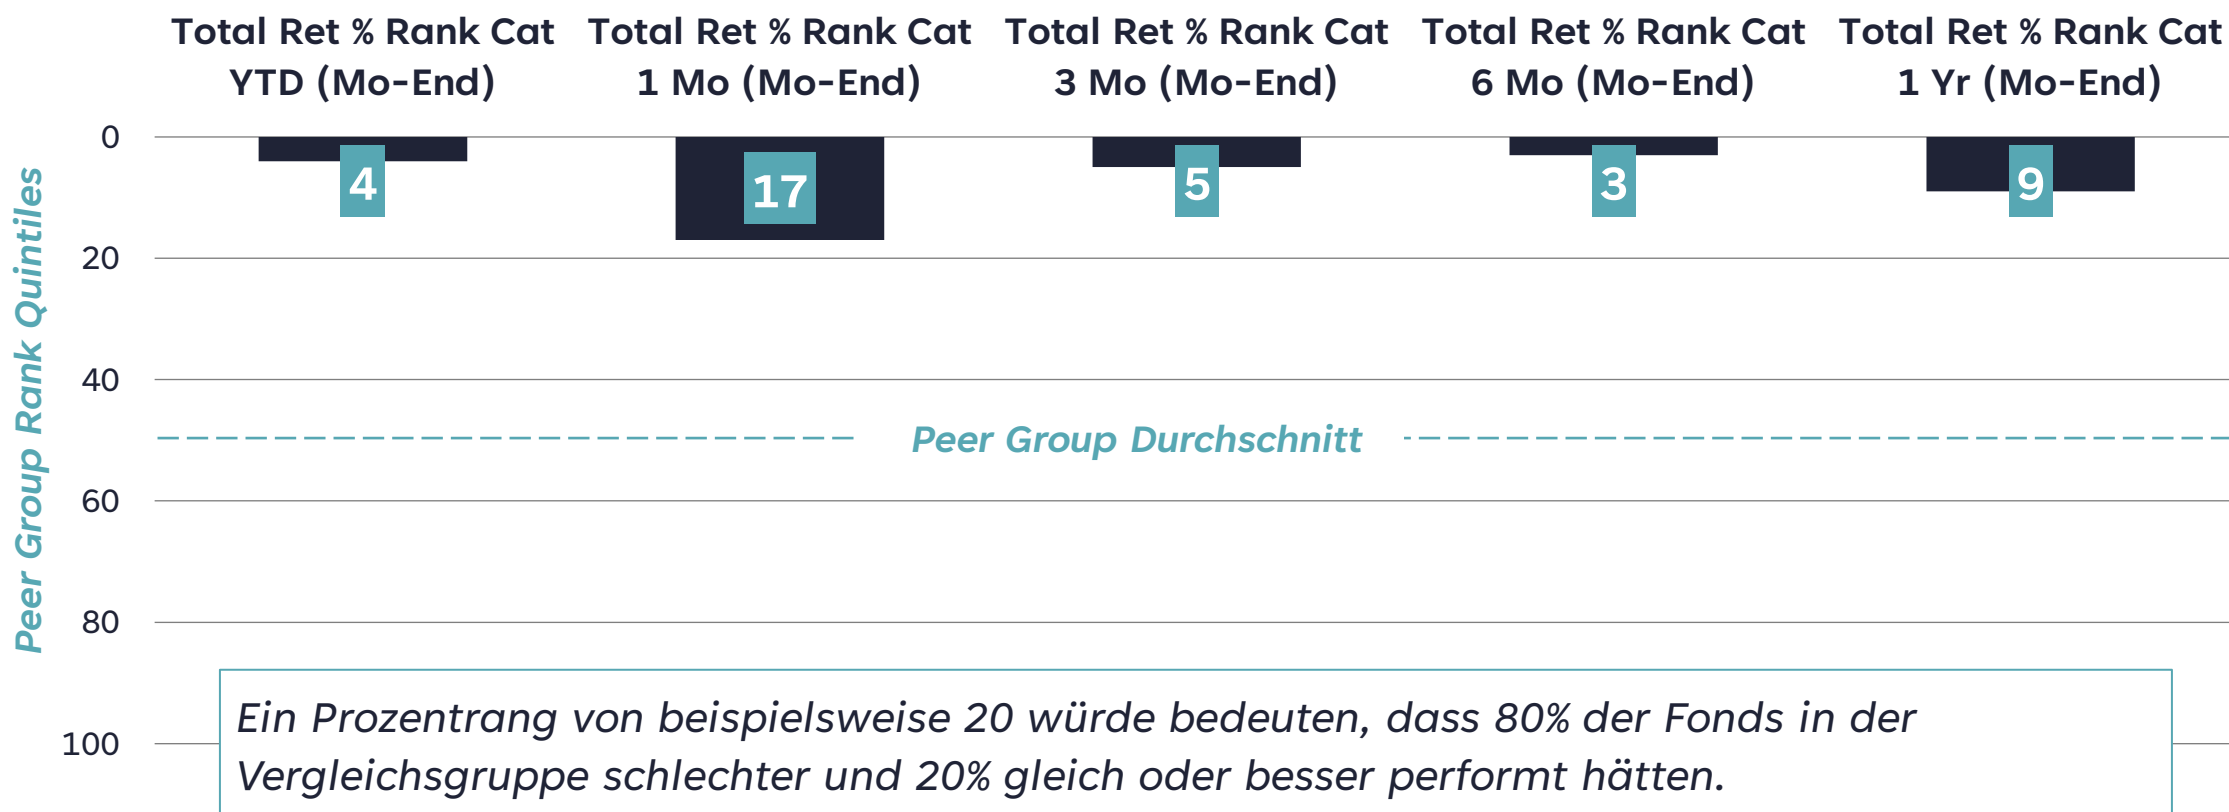 Total Ret % Rank Cat YTD (Mo-End)
Total Ret % Rank Cat 1 Mo (Mo-End)
Total Ret % Rank Cat 3 Mo (Mo-End)
Total Ret % Rank Cat 6 Mo (Mo-End)
Total Ret % Rank Cat 1 Yr (Mo-End)
Peer Group Rank Quintiles
0
20
40
60
80
100
4
17
5
3
9
Peer Group Durchschnitt
Ein Prozentrang von beispielsweise 20 würde bedeuten, dass 80% der Fonds in der
Vergleichsgruppe schlechter und 20% gleich oder besser performt hätten.